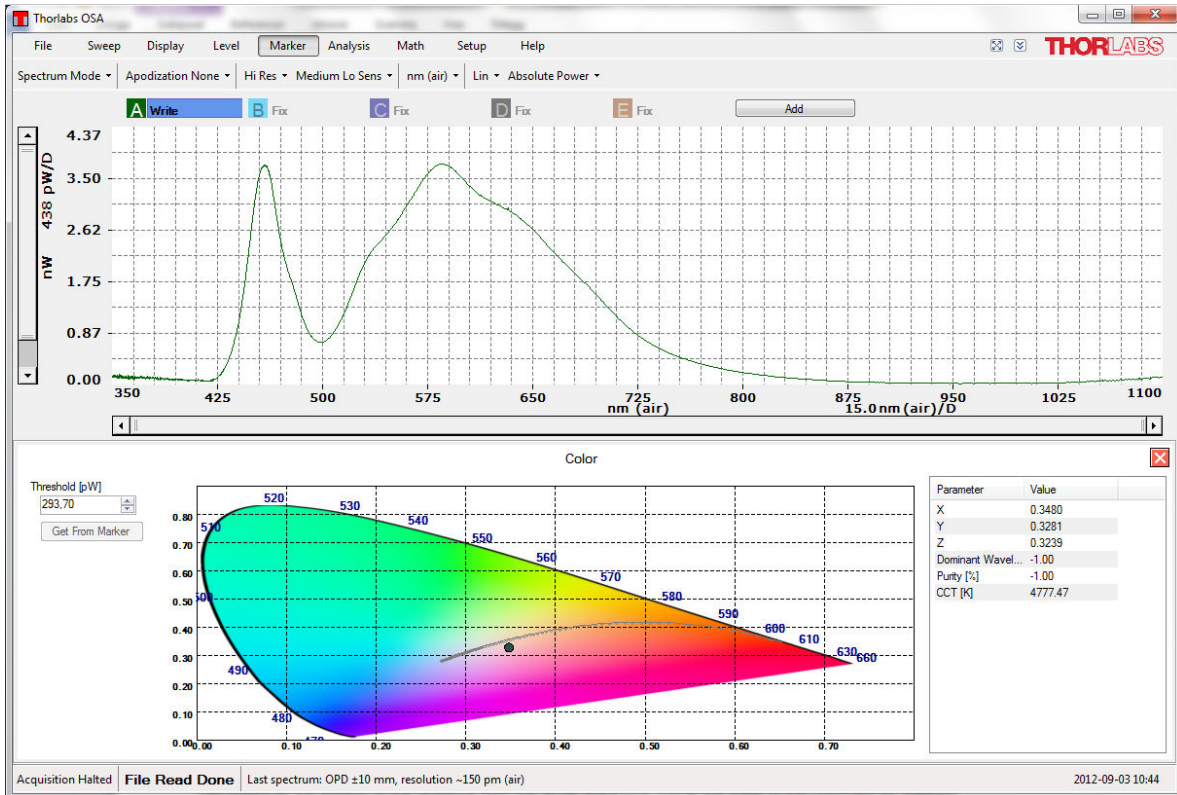 Thorlabs OSA
File Sweep Display Level Marker Analysis Math Setup Help
THORLABS
Spectrum Mode Apodization None Hi Res Medium Lo Sens nm (air) Lin Absolute Power
A Write B Fix C Fix D Fix E Fix Add
4.37
3.50
2.62
1.75
0.87
0.00
438 pW/D
nW
350 425 500 575 650 725 800 875 950 1025 1100
nm (air) 15.0nm(air)/D
Color
Threshold [pW]
293,70
Get From Marker
0.80
0.70
0.60
0.50
0.40
0.30
0.20
0.10
0.00
0.00 0.10 0.20 0.30 0.40 0.50 0.60 0.70
470
480
490
500
510
520
530
540
550
560
570
580
590
600
610
630
660
Parameter Value
X 0.3480
Y 0.3281
Z 0.3239
Dominant Wavel... -1.00
Purity [%] -1.00
CCT [K] 4777.47
Acquisition Halted File Read Done Last spectrum: OPD ±10 mm, resolution ~150 pm (air) 2012-09-03 10:44